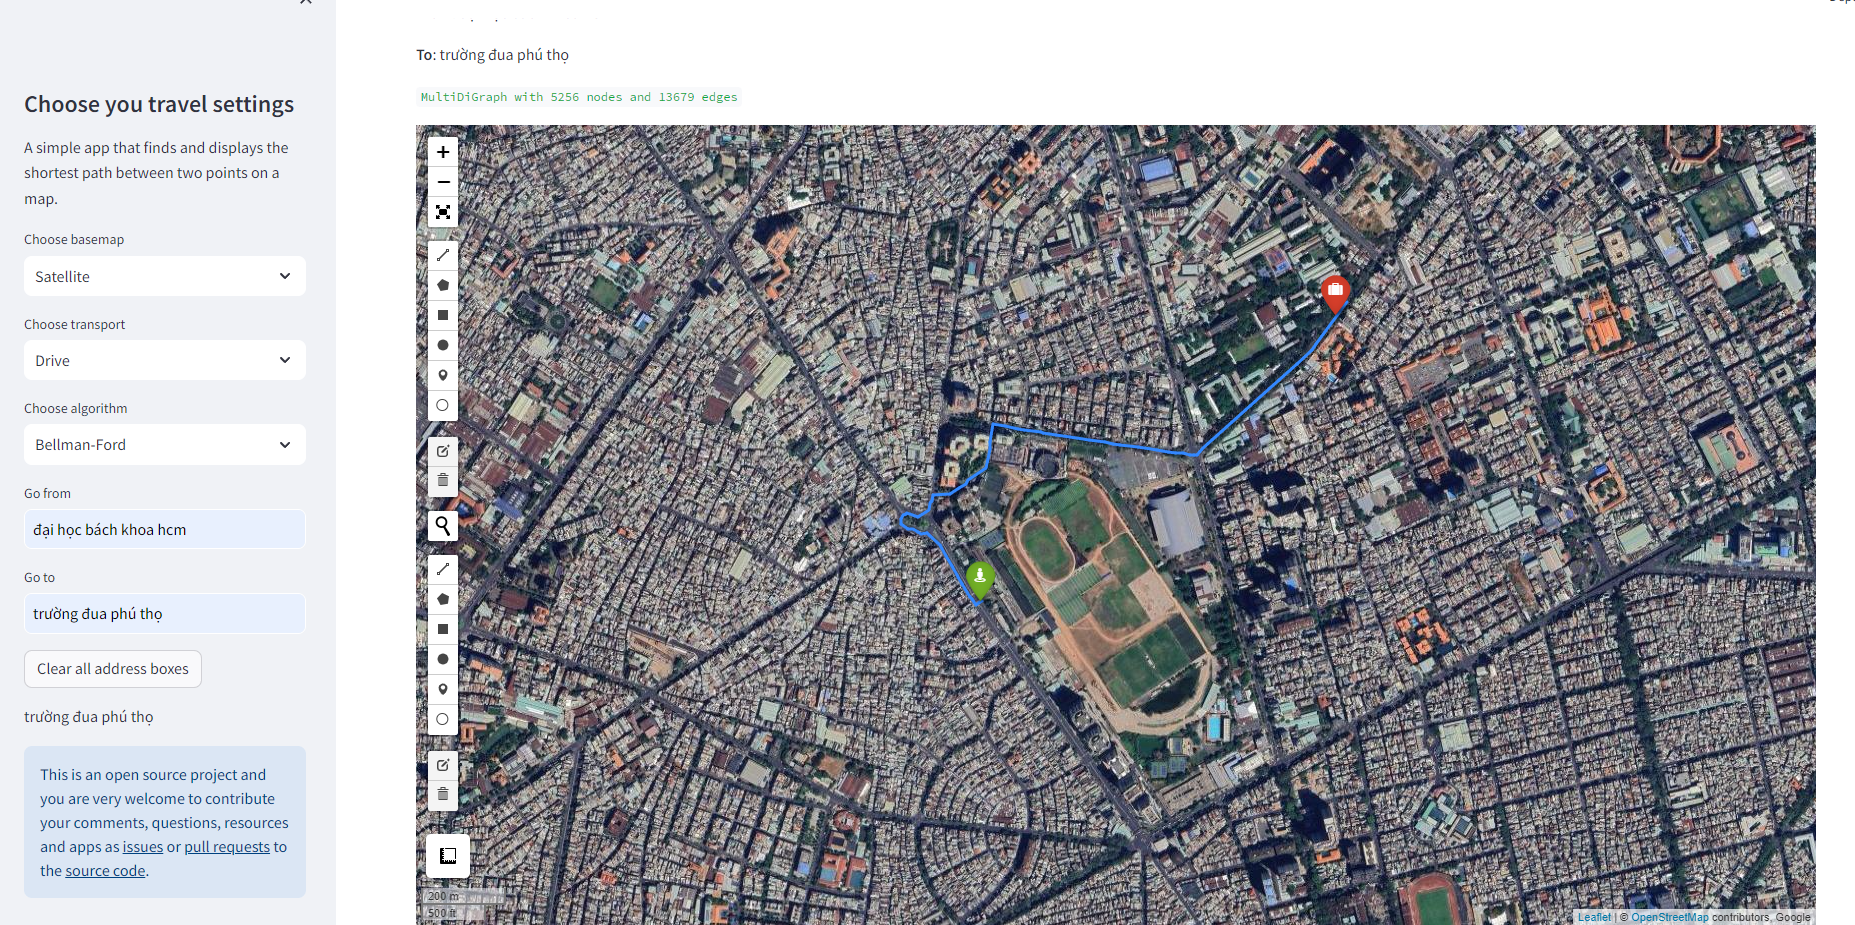 Choose you travel settings
A simple app that finds and displays the
shortest path between two points on a
map.
Choose basemap
Satellite
Choose transport
Drive
Choose algorithm
Bellman-Ford
Go from
đại học bách khoa hcm
Go to
trường đua phú thọ
Clear all address boxes
trường đua phú thọ
This is an open source project and
you are very welcome to contribute
your comments, questions, resources
and apps as issues or pull requests to
the source code.
To: trường đua phú thọ
MultiDiGraph with 5256 nodes and 13679 edges
+
−
200 m
500 ft
Leaflet | © OpenStreetMap contributors, Google